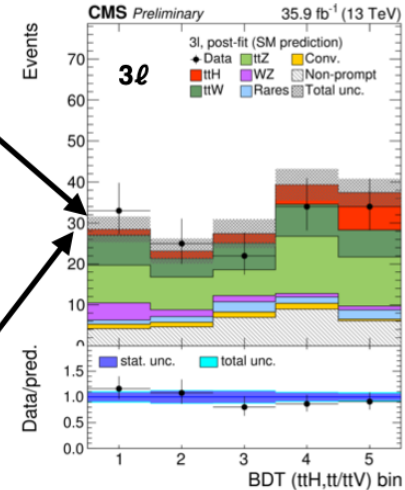 CMS Preliminary 35.9 fb⁻¹ (13 TeV)
Events
3l, post-fit (SM prediction)
Data ttZ Conv.
ttH WZ Non-prompt
ttW Rares Total unc.
3ℓ
70
60
50
40
30
20
10
0
Data/pred.
stat. unc. total unc.
1.5
1.0
0.5
0.0
1 2 3 4 5
BDT (ttH,tt/ttV) bin